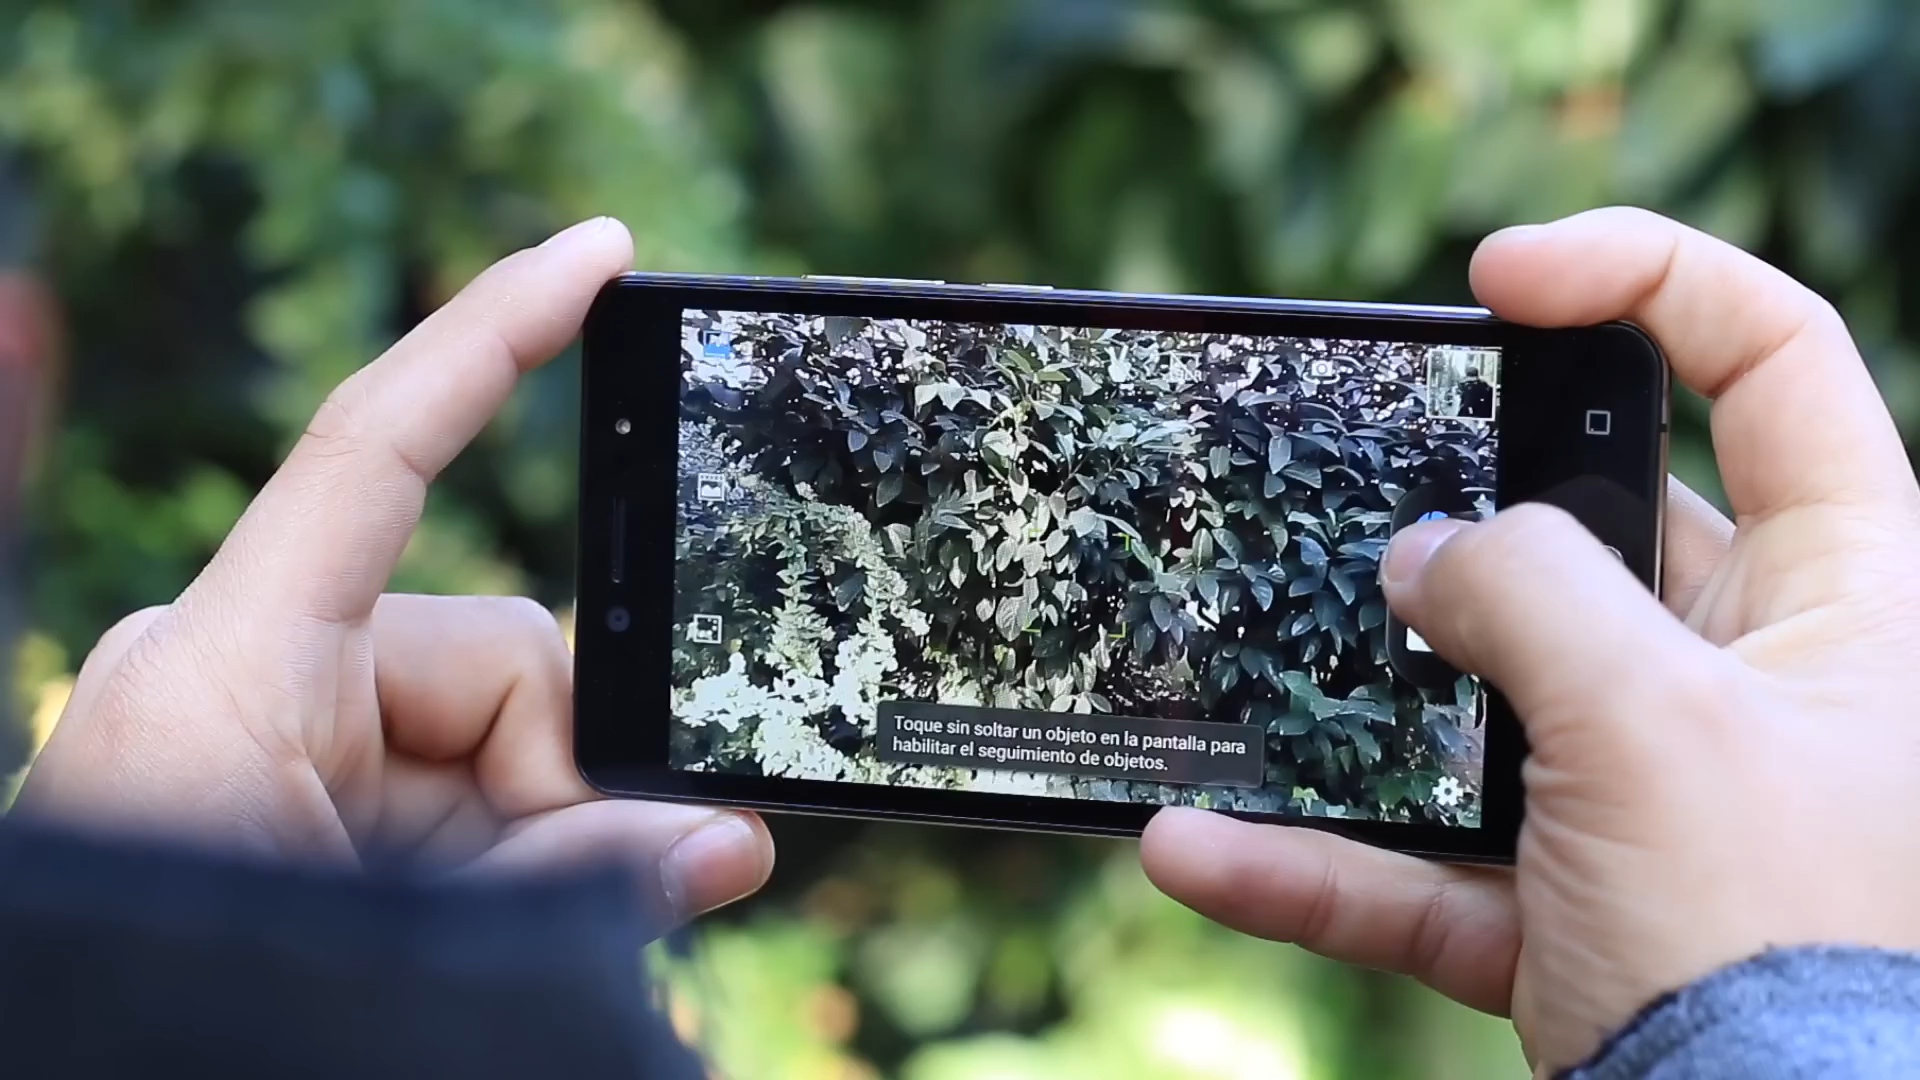 Toque sin soltar un objeto en la pantalla para
habilitar el seguimiento de objetos.